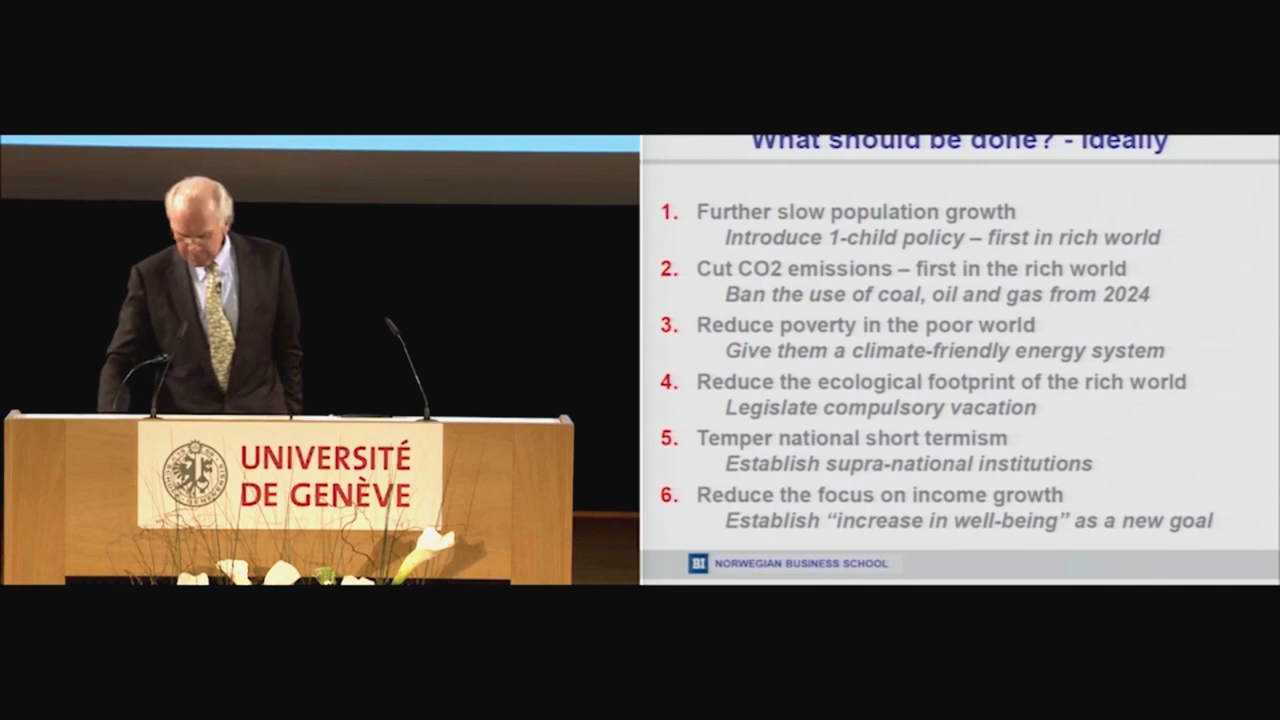 UNIVERSITÉ
DE GENÈVE
What should be done? - Ideally
1. Further slow population growth
Introduce 1-child policy – first in rich world
2. Cut CO2 emissions – first in the rich world
Ban the use of coal, oil and gas from 2024
3. Reduce poverty in the poor world
Give them a climate-friendly energy system
4. Reduce the ecological footprint of the rich world
Legislate compulsory vacation
5. Temper national short termism
Establish supra-national institutions
6. Reduce the focus on income growth
Establish “increase in well-being” as a new goal
BI NORWEGIAN BUSINESS SCHOOL